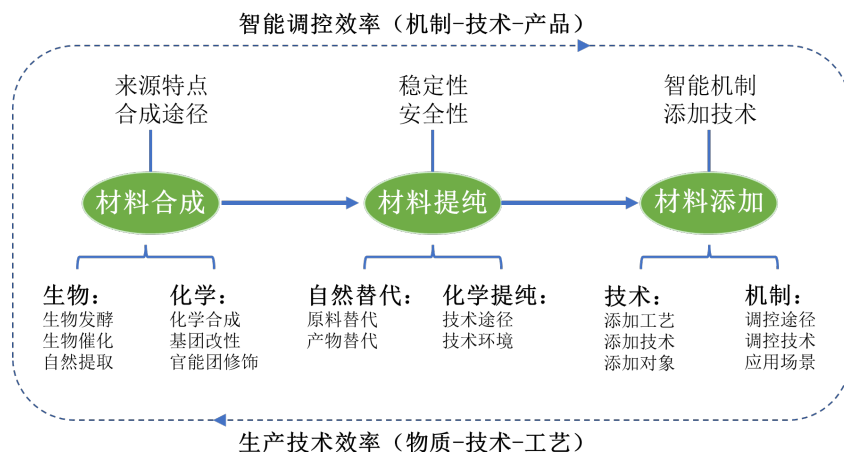 智能调控效率（机制-技术-产品）
来源特点
合成途径
稳定性
安全性
智能机制
添加技术
材料合成
材料提纯
材料添加
生物：
生物发酵
生物催化
自然提取
化学：
化学合成
基团改性
官能团修饰
自然替代：
原料替代
产物替代
化学提纯：
技术途径
技术环境
技术：
添加工艺
添加技术
添加对象
机制：
调控途径
调控技术
应用场景
生产技术效率（物质-技术-工艺）